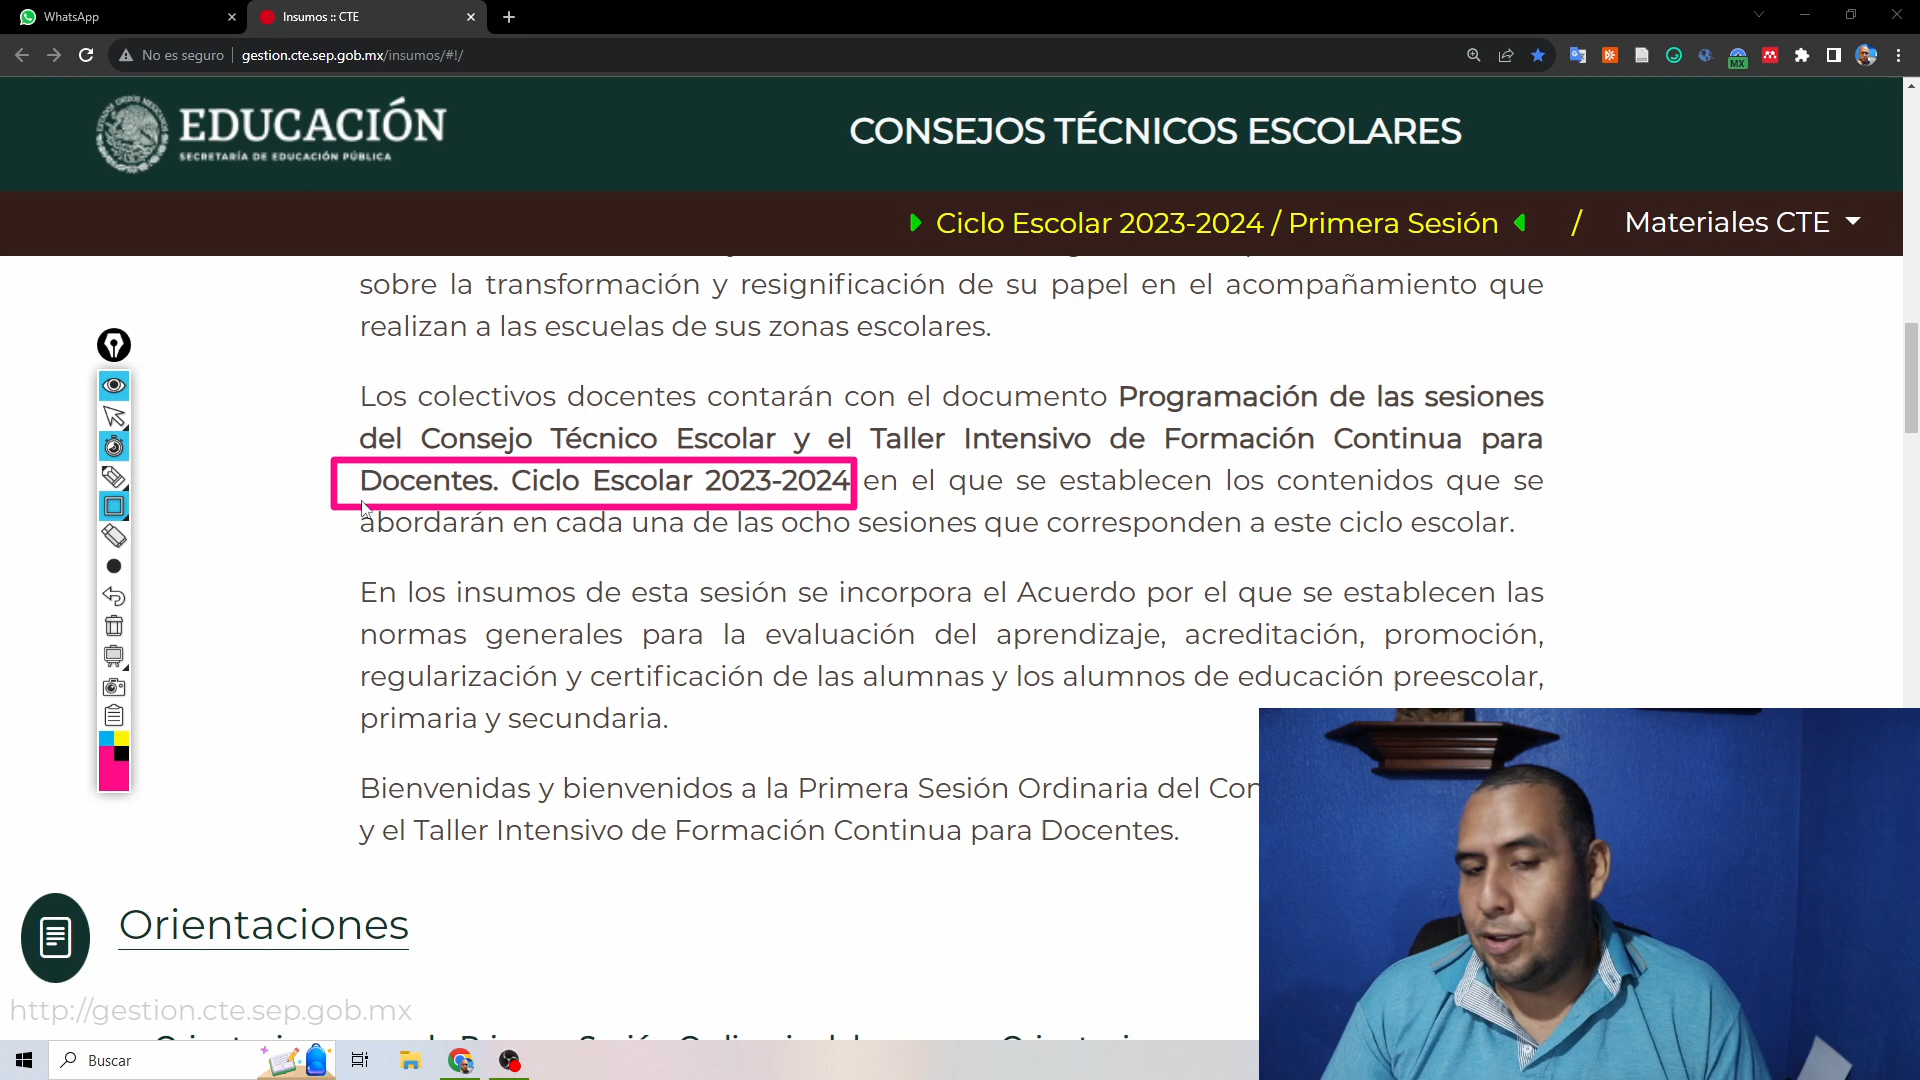 WhatsApp
Insumos :: CTE
No es seguro
gestion.cte.sep.gob.mx/insumos/#!/
MX
EDUCACIÓN
SECRETARÍA DE EDUCACIÓN PÚBLICA
CONSEJOS TÉCNICOS ESCOLARES
Ciclo Escolar 2023-2024 / Primera Sesión / Materiales CTE
sobre la transformación y resignificación de su papel en el acompañamiento que
realizan a las escuelas de sus zonas escolares.
Los colectivos docentes contarán con el documento Programación de las sesiones
del Consejo Técnico Escolar y el Taller Intensivo de Formación Continua para
Docentes. Ciclo Escolar 2023-2024 en el que se establecen los contenidos que se
abordarán en cada una de las ocho sesiones que corresponden a este ciclo escolar.
En los insumos de esta sesión se incorpora el Acuerdo por el que se establecen las
normas generales para la evaluación del aprendizaje, acreditación, promoción,
regularización y certificación de las alumnas y los alumnos de educación preescolar,
primaria y secundaria.
Bienvenidas y bienvenidos a la Primera Sesión Ordinaria del Con
y el Taller Intensivo de Formación Continua para Docentes.
Orientaciones
http://gestion.cte.sep.gob.mx
Buscar